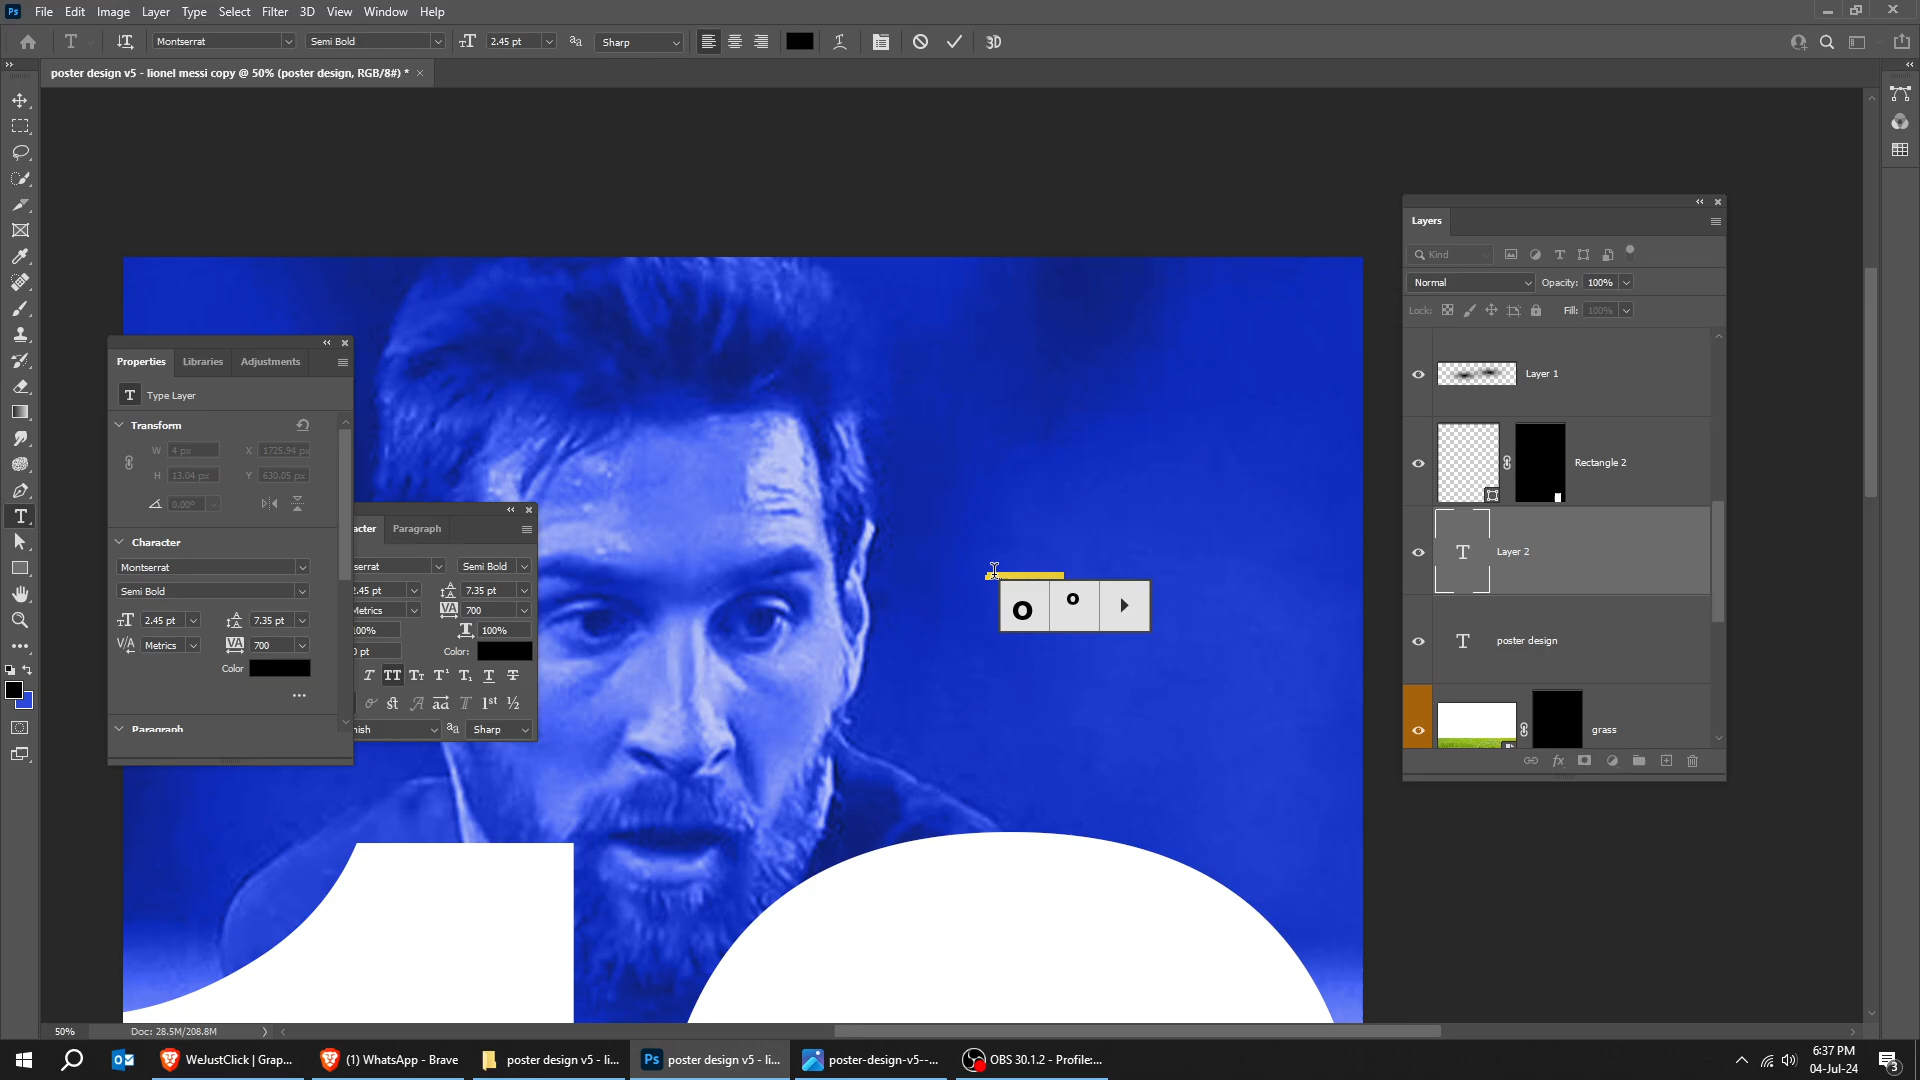 File Edit Image Layer Type Select Filter 3D View Window Help
Montserrat Semi Bold 2.45 pt Sharp 3D
poster design v5 - lionel messi copy @ 50% (poster design, RGB/8#) *
Properties Libraries Adjustments
Type Layer
Transform
W 4 px X 1725.94 px
H 13.04 px Y 630.05 px
0.00°
Character
Montserrat
Semi Bold
2.45 pt 7.35 pt
Metrics 700
Color
Paragraph
acter Paragraph
serrat Semi Bold
2.45 pt 7.35 pt
Metrics 700
100% 100%
0 pt Color:
nish Sharp
o º
Layers
Kind
Normal Opacity: 100%
Lock: Fill: 100%
Layer 1
Rectangle 2
Layer 2
poster design
grass
50% Doc: 28.5M/208.8M
WeJustClick | Grap...
(1) WhatsApp - Brave
poster design v5 - li...
poster design v5 - li...
poster-design-v5--...
OBS 30.1.2 - Profile:...
6:37 PM
04-Jul-24
3